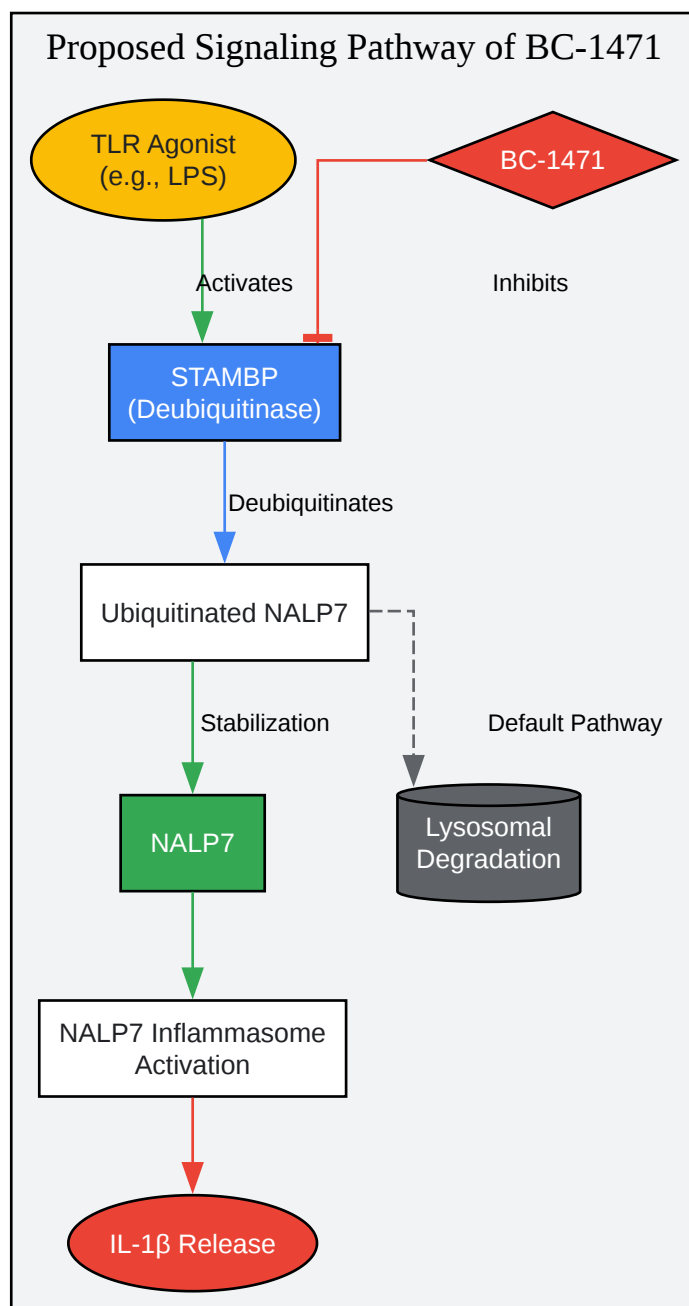 Proposed Signaling Pathway of BC-1471
TLR Agonist
(e.g., LPS)
BC-1471
Activates
Inhibits
STAMBP
(Deubiquitinase)
Deubiquitinates
Ubiquitinated NALP7
Stabilization
Default Pathway
NALP7
Lysosomal
Degradation
NALP7 Inflammasome
Activation
IL-1β Release